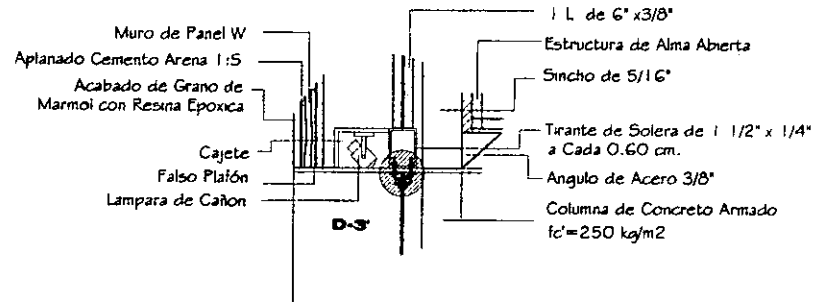 Muro de Panel W
Aplanado Cemento Arena 1:5
Acabado de Grano de
Marmol con Resina Epoxica
Cajete
Falso Plafón
Lampara de Cañon
D-3'
1 L de 6" x3/8"
Estructura de Alma Abierta
Sincho de 5/16"
Tirante de Solera de 1 1/2" x 1/4"
a Cada 0.60 cm.
Angulo de Acero 3/8"
Columna de Concreto Armado
fc'=250 kg/m2